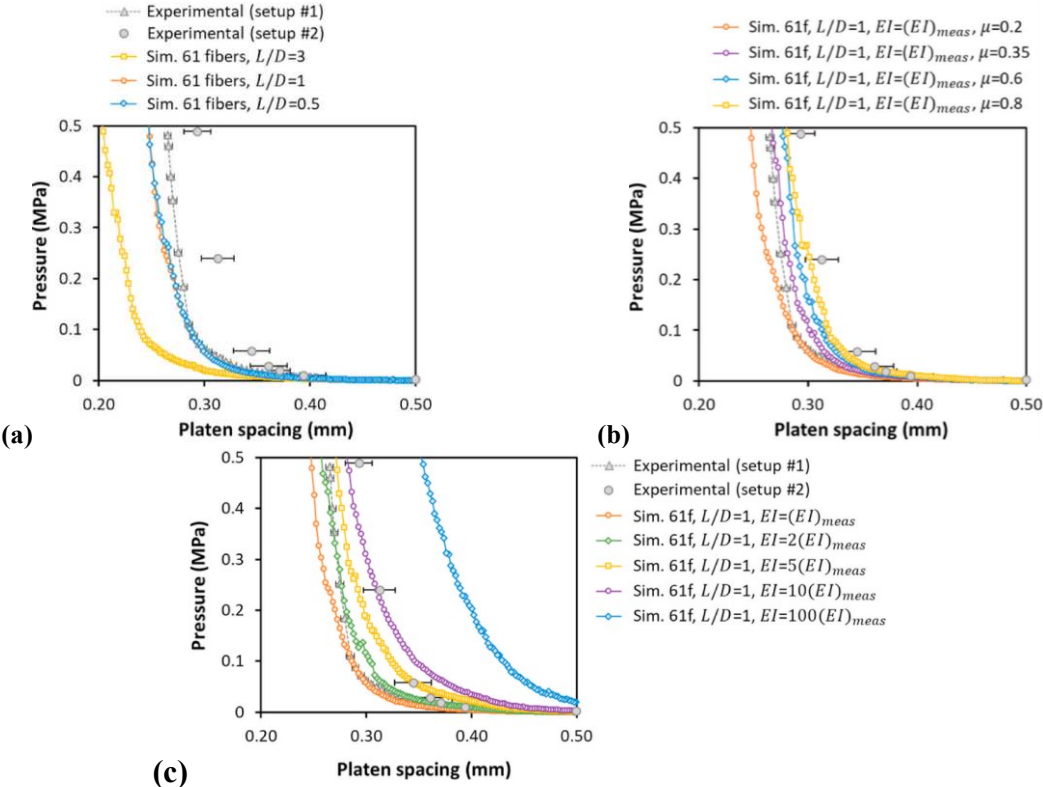 Experimental (setup #1)
Experimental (setup #2)
Sim. 61 fibers, L/D=3
Sim. 61 fibers, L/D=1
Sim. 61 fibers, L/D=0.5
0.5
0.4
0.3
0.2
0.1
0
Pressure (MPa)
0.20 0.30 0.40 0.50
Platen spacing (mm)
(a)
Sim. 61f, L/D=1, EI=(EI)meas, μ=0.2
Sim. 61f, L/D=1, EI=(EI)meas, μ=0.35
Sim. 61f, L/D=1, EI=(EI)meas, μ=0.6
Sim. 61f, L/D=1, EI=(EI)meas, μ=0.8
0.5
0.4
0.3
0.2
0.1
0
Pressure (MPa)
0.20 0.30 0.40 0.50
Platen spacing (mm)
(b)
0.5
0.4
0.3
0.2
0.1
0
Pressure (MPa)
0.20 0.30 0.40 0.50
Platen spacing (mm)
(c)
Experimental (setup #1)
Experimental (setup #2)
Sim. 61f, L/D=1, EI=(EI)meas
Sim. 61f, L/D=1, EI=2(EI)meas
Sim. 61f, L/D=1, EI=5(EI)meas
Sim. 61f, L/D=1, EI=10(EI)meas
Sim. 61f, L/D=1, EI=100(EI)meas